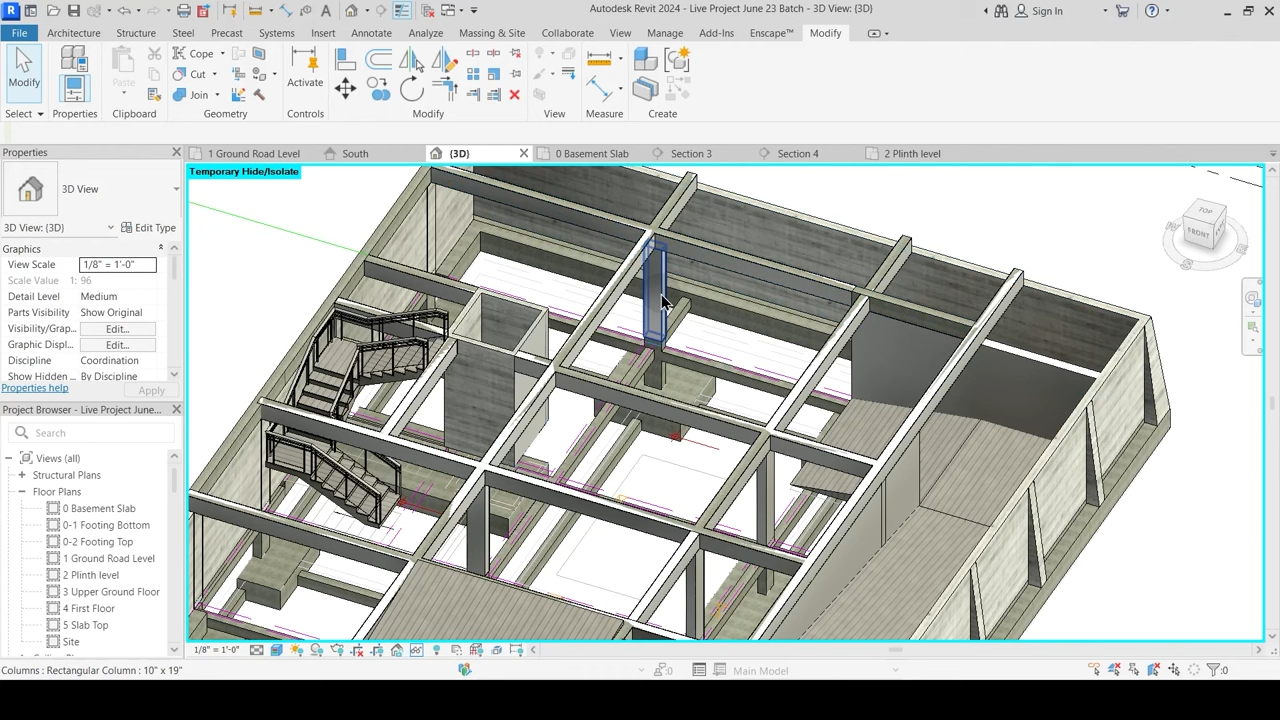 Autodesk Revit 2024 - Live Project June 23 Batch - 3D View: {3D}
Sign In
File Architecture Structure Steel Precast Systems Insert Annotate Analyze Massing & Site Collaborate View Manage Add-Ins Enscape™ Modify
Modify Paste Cope Cut Join Activate
Select Properties Clipboard Geometry Controls Modify View Measure Create
Properties
1 Ground Road Level South {3D} 0 Basement Slab Section 3 Section 4 2 Plinth level
Temporary Hide/Isolate
3D View
3D View: {3D} Edit Type
Graphics
View Scale 1/8" = 1'-0"
Scale Value 1: 96
Detail Level Medium
Parts Visibility Show Original
Visibility/Grap... Edit...
Graphic Displ... Edit...
Discipline Coordination
Show Hidden ... By Discipline
Properties help Apply
TOP
FRONT
Project Browser - Live Project June...
Search
Views (all)
Structural Plans
Floor Plans
0 Basement Slab
0-1 Footing Bottom
0-2 Footing Top
1 Ground Road Level
2 Plinth level
3 Upper Ground Floor
4 First Floor
5 Slab Top
Site
1/8" = 1'-0"
Columns : Rectangular Column : 10" x 19" :0 Main Model :0